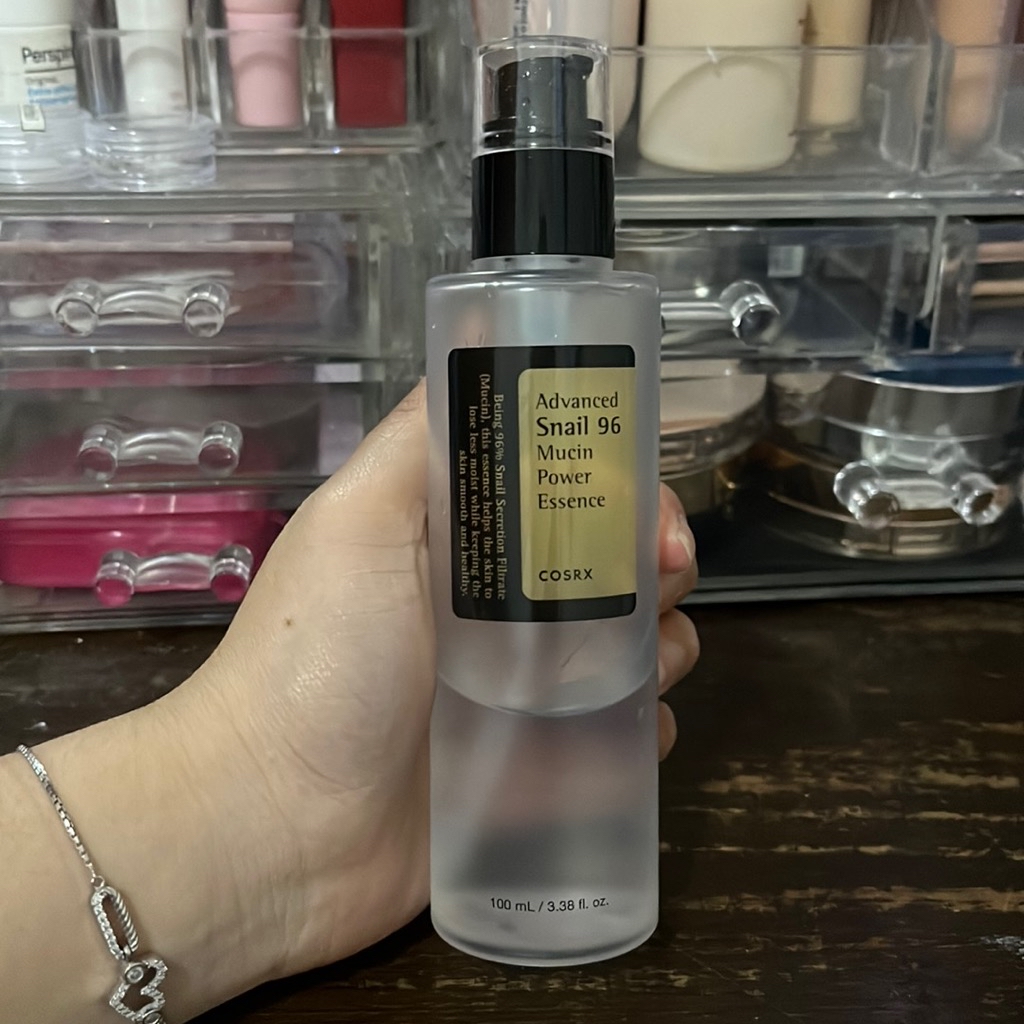 Advanced
Snail 96
Mucin
Power
Essence
COSRX
Being 96% Snail Secretion Filtrate
(Mucin), this essence helps the skin to
lose less moist while keeping the
skin smooth and healthy.
100 mL / 3.38 fl. oz.